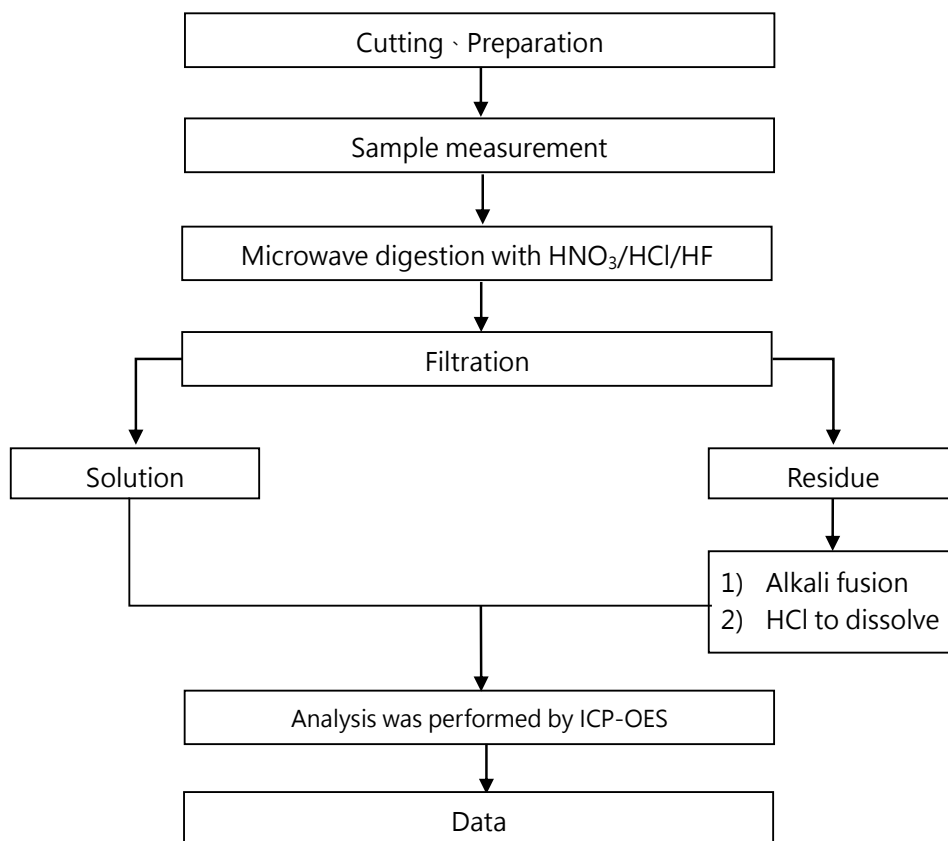 Cutting、Preparation
Sample measurement
Microwave digestion with HNO₃/HCl/HF
Filtration
Solution
Residue
1) Alkali fusion
2) HCl to dissolve
Analysis was performed by ICP-OES
Data